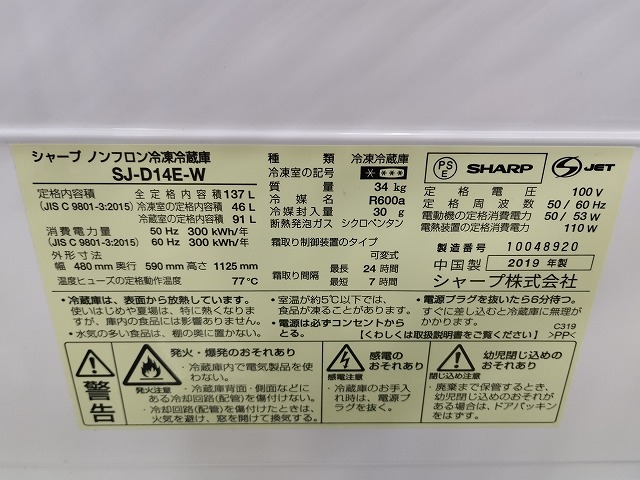 シャープ ノンフロン冷凍冷蔵庫
SJ-D14E-W
定格内容積 全定格内容積 137 L
(JIS C 9801-3:2015) 冷凍室の定格内容積 46 L
冷蔵室の定格内容積 91 L
消費電力量 50 Hz 300 kWh/年
(JIS C 9801-3:2015) 60 Hz 300 kWh/年
外形寸法
幅 480 mm 奥行 590 mm 高さ 1125 mm
温度ヒューズの定格動作温度 77℃
種類 冷凍冷蔵庫
冷凍室の記号
質量 34 kg
冷媒 R600a
冷媒封入量 30 g
断熱発泡ガス シクロペンタン
霜取り制御装置のタイプ
可変式
霜取り間隔 最長 24 時間
最短 7 時間
PS
E
SHARP
S JET
定格電圧 100 V
定格周波数 50 / 60 Hz
電動機の定格消費電力 50 / 53 W
電熱装置の定格消費電力 110 W
製造番号 10048920
中国製 2019 年製
シャープ株式会社
・冷蔵庫は、表面から放熱しています。
使いはじめや夏場は、特に熱くなりま
すが、庫内の食品には影響ありません。
・水気の多い食品は、棚の奥に置かない。
・室温が約5℃以下では、
食品が凍ることがあります。
・電源は必ずコンセントから
とる。
・電源プラグを抜いたら6分待つ。
すぐに差し込むと冷蔵庫に無理が
かかります。
C319
【くわしくは取扱説明書をご覧ください】 >PP<
警告
発火注意
発火・爆発のおそれあり
・冷蔵庫内で電気製品を使
わない。
・冷蔵庫背面・側面などに
ある冷却回路(配管)を傷付けない。
・冷却回路(配管)を傷付けたときは、
火気を避け、窓を開けて換気する。
感電注意
感電の
おそれあり
・冷蔵庫のお手入
れ時は、電源プ
ラグを抜く。
閉込注意
幼児閉じ込めの
おそれあり
・廃棄まで保管するとき、
幼児閉じ込めのおそれが
ある場合は、ドアパッキン
をはずす。